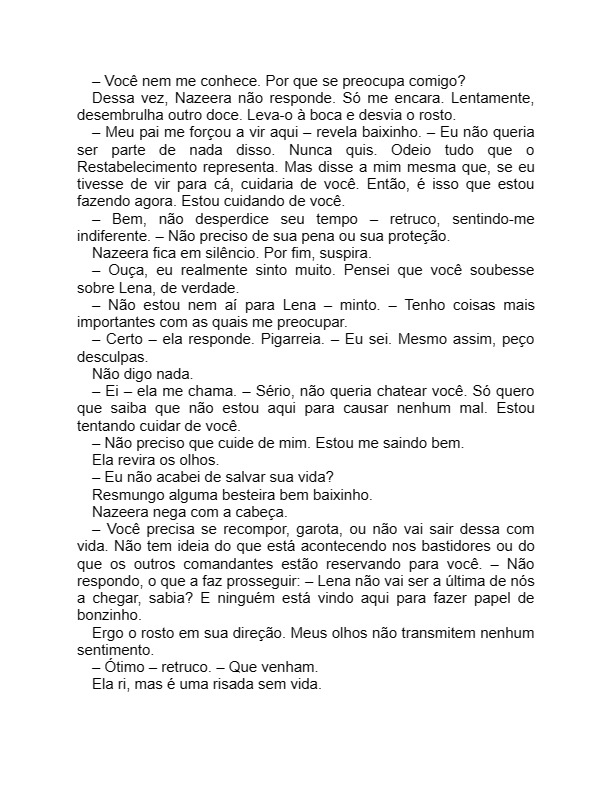 – Você nem me conhece. Por que se preocupa comigo?
Dessa vez, Nazeera não responde. Só me encara. Lentamente,
desembrulha outro doce. Leva-o à boca e desvia o rosto.
– Meu pai me forçou a vir aqui – revela baixinho. – Eu não queria
ser parte de nada disso. Nunca quis. Odeio tudo que o
Restabelecimento representa. Mas disse a mim mesma que, se eu
tivesse de vir para cá, cuidaria de você. Então, é isso que estou
fazendo agora. Estou cuidando de você.
– Bem, não desperdice seu tempo – retruco, sentindo-me
indiferente. – Não preciso de sua pena ou sua proteção.
Nazeera fica em silêncio. Por fim, suspira.
– Ouça, eu realmente sinto muito. Pensei que você soubesse
sobre Lena, de verdade.
– Não estou nem aí para Lena – minto. – Tenho coisas mais
importantes com as quais me preocupar.
– Certo – ela responde. Pigarreia. – Eu sei. Mesmo assim, peço
desculpas.
Não digo nada.
– Ei – ela me chama. – Sério, não queria chatear você. Só quero
que saiba que não estou aqui para causar nenhum mal. Estou
tentando cuidar de você.
– Não preciso que cuide de mim. Estou me saindo bem.
Ela revira os olhos.
– Eu não acabei de salvar sua vida?
Resmungo alguma besteira bem baixinho.
Nazeera nega com a cabeça.
– Você precisa se recompor, garota, ou não vai sair dessa com
vida. Não tem ideia do que está acontecendo nos bastidores ou do
que os outros comandantes estão reservando para você. – Não
respondo, o que a faz prosseguir: – Lena não vai ser a última de nós
a chegar, sabia? E ninguém está vindo aqui para fazer papel de
bonzinho.
Ergo o rosto em sua direção. Meus olhos não transmitem nenhum
sentimento.
– Ótimo – retruco. – Que venham.
Ela ri, mas é uma risada sem vida.